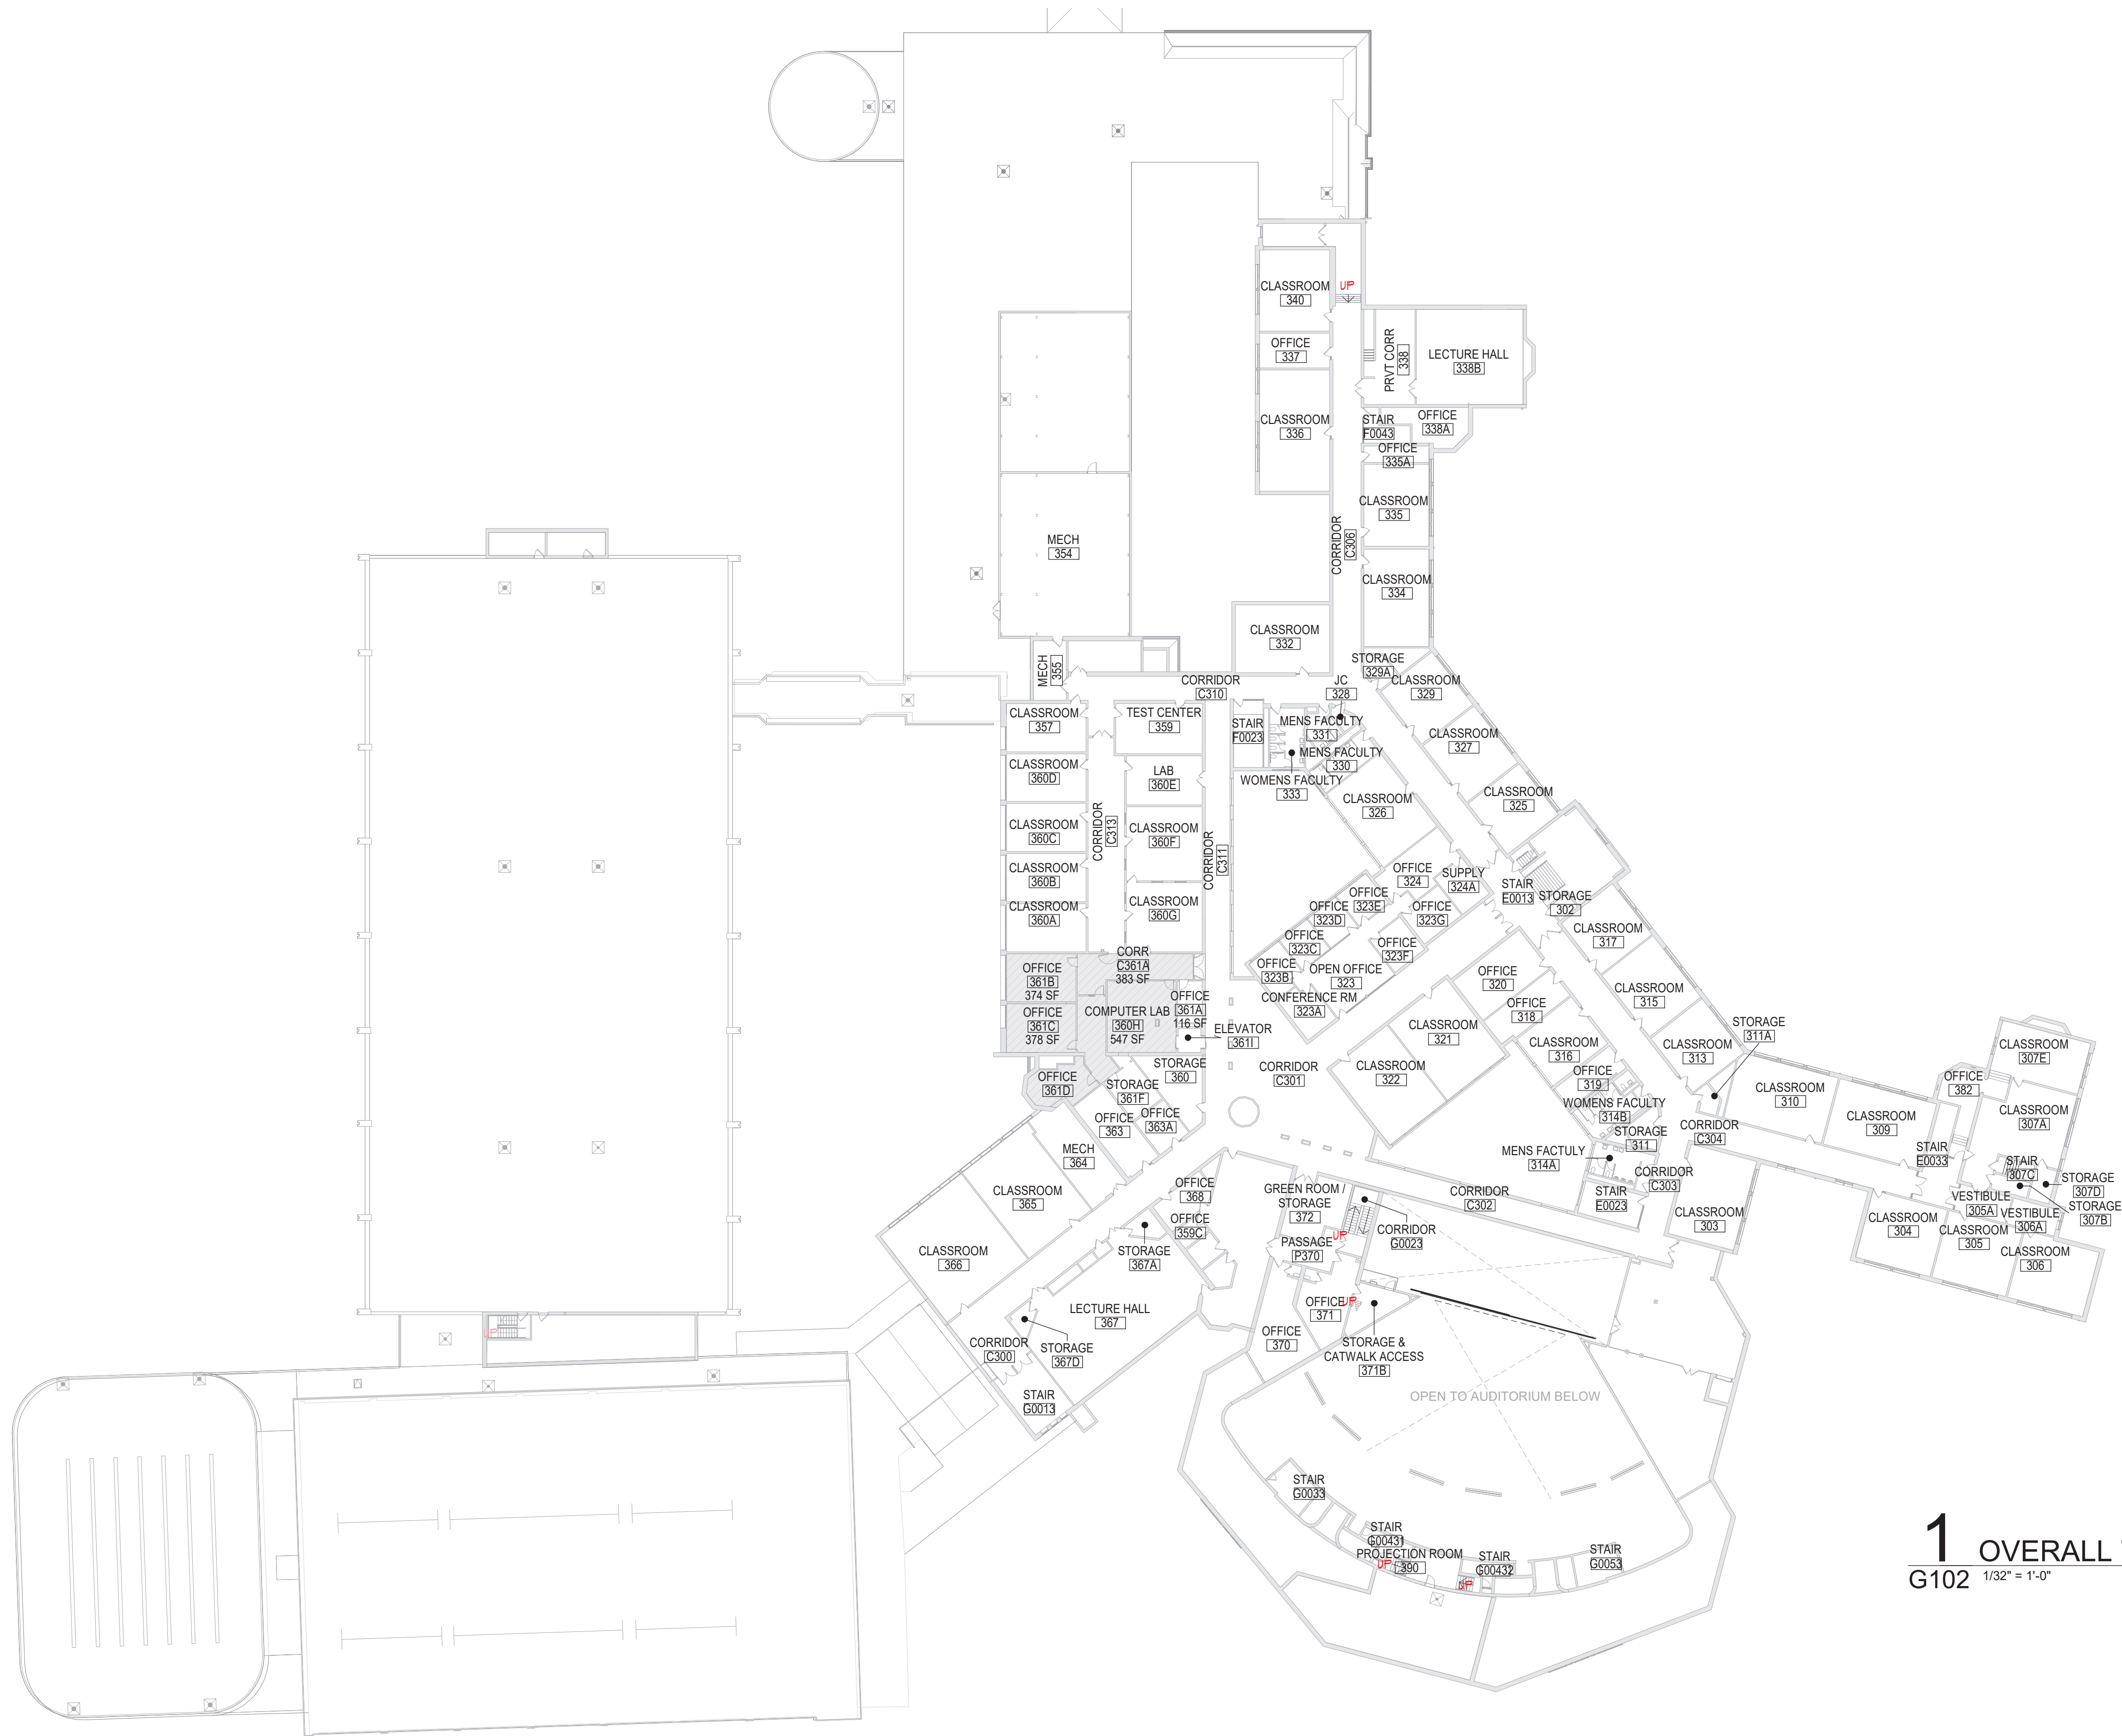 CLASSROOM
340
UP
OFFICE
337
PRVT CORR
338
LECTURE HALL
338B
CLASSROOM
336
STAIR
F0043
OFFICE
338A
OFFICE
335A
CLASSROOM
335
CORRIDOR
C306
MECH
354
CLASSROOM
334
CLASSROOM
332
MECH
355
STORAGE
329A
CORRIDOR
C310
JC
328
CLASSROOM
329
CLASSROOM
357
TEST CENTER
359
STAIR
F0023
MENS FACULTY
331
CLASSROOM
327
MENS FACULTY
330
CLASSROOM
360D
LAB
360E
WOMENS FACULTY
333
CLASSROOM
326
CLASSROOM
325
CLASSROOM
360C
CORRIDOR
C313
CLASSROOM
360F
CORRIDOR
C311
CLASSROOM
360B
OFFICE
324
SUPPLY
324A
STAIR
E0013
STORAGE
302
CLASSROOM
360A
CLASSROOM
360G
OFFICE
323E
OFFICE
323D
OFFICE
323G
OFFICE
323C
OFFICE
323F
CLASSROOM
317
CORR
C361A
383 SF
OFFICE
361B
374 SF
OFFICE
323B
OPEN OFFICE
323
OFFICE
320
CLASSROOM
315
OFFICE
361C
378 SF
COMPUTER LAB
360H
547 SF
OFFICE
361A
116 SF
CONFERENCE RM
323A
OFFICE
318
ELEVATOR
361I
CLASSROOM
321
STORAGE
311A
CLASSROOM
316
CLASSROOM
313
CLASSROOM
307E
STORAGE
360
CORRIDOR
C301
CLASSROOM
322
OFFICE
319
OFFICE
361D
STORAGE
361F
CLASSROOM
310
OFFICE
382
WOMENS FACULTY
314B
OFFICE
363
OFFICE
363A
CLASSROOM
309
CLASSROOM
307A
STORAGE
311
CORRIDOR
C304
MECH
364
MENS FACTULY
314A
STAIR
E0033
STAIR
307C
STORAGE
307D
CORRIDOR
C303
OFFICE
368
CLASSROOM
365
GREEN ROOM /
STORAGE
372
CORRIDOR
C302
STAIR
E0023
VESTIBULE
305A
STORAGE
307B
CLASSROOM
303
VESTIBULE
306A
CLASSROOM
304
CLASSROOM
305
OFFICE
359C
CORRIDOR
G0023
UP
PASSAGE
P370
STORAGE
367A
CLASSROOM
366
CLASSROOM
306
LECTURE HALL
367
OFFICE
371
UP
OFFICE
370
STORAGE &
CATWALK ACCESS
371B
CORRIDOR
C300
STORAGE
367D
UP
STAIR
G0013
OPEN TO AUDITORIUM BELOW
STAIR
G0033
STAIR
G00431
PROJECTION ROOM
390
UP
STAIR
G00432
UP
STAIR
G0053
1 OVERALL
G102 1/32" = 1'-0"